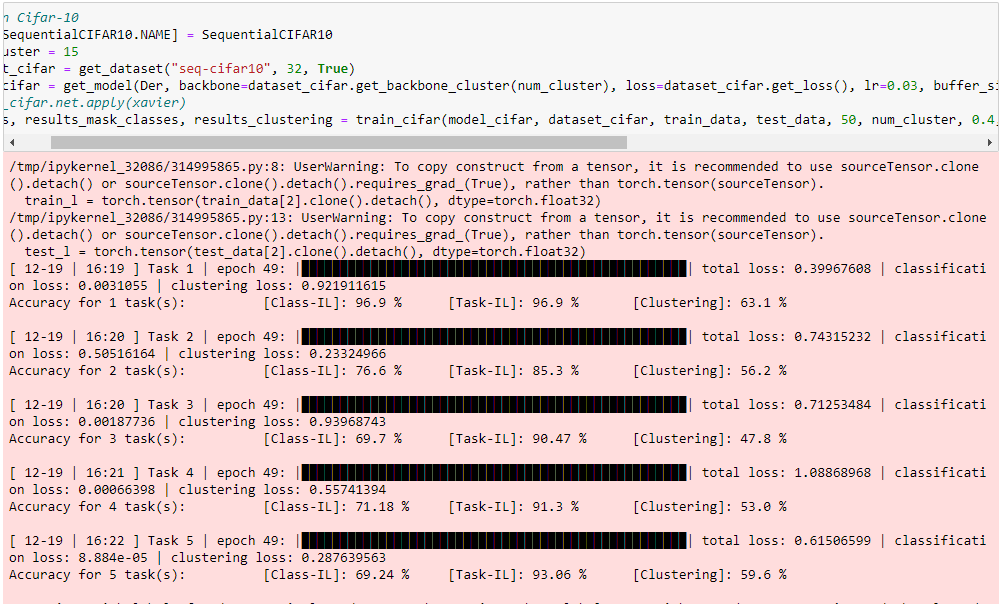 n Cifar-10
SequentialCIFAR10.NAME] = SequentialCIFAR10
uster = 15
t_cifar = get_dataset("seq-cifar10", 32, True)
cifar = get_model(Der, backbone=dataset_cifar.get_backbone_cluster(num_cluster), loss=dataset_cifar.get_loss(), lr=0.03, buffer_si
_cifar.net.apply(xavier)
s, results_mask_classes, results_clustering = train_cifar(model_cifar, dataset_cifar, train_data, test_data, 50, num_cluster, 0.4,
/tmp/ipykernel_32086/314995865.py:8: UserWarning: To copy construct from a tensor, it is recommended to use sourceTensor.clone
().detach() or sourceTensor.clone().detach().requires_grad_(True), rather than torch.tensor(sourceTensor).
train_l = torch.tensor(train_data[2].clone().detach(), dtype=torch.float32)
/tmp/ipykernel_32086/314995865.py:13: UserWarning: To copy construct from a tensor, it is recommended to use sourceTensor.clone
().detach() or sourceTensor.clone().detach().requires_grad_(True), rather than torch.tensor(sourceTensor).
test_l = torch.tensor(test_data[2].clone().detach(), dtype=torch.float32)
[ 12-19 | 16:19 ] Task 1 | epoch 49: | | total loss: 0.39967608 | classificati
on loss: 0.0031055 | clustering loss: 0.921911615
Accuracy for 1 task(s): [Class-IL]: 96.9 % [Task-IL]: 96.9 % [Clustering]: 63.1 %
[ 12-19 | 16:20 ] Task 2 | epoch 49: | | total loss: 0.74315232 | classificati
on loss: 0.50516164 | clustering loss: 0.23324966
Accuracy for 2 task(s): [Class-IL]: 76.6 % [Task-IL]: 85.3 % [Clustering]: 56.2 %
[ 12-19 | 16:20 ] Task 3 | epoch 49: | | total loss: 0.71253484 | classificati
on loss: 0.00187736 | clustering loss: 0.93968743
Accuracy for 3 task(s): [Class-IL]: 69.7 % [Task-IL]: 90.47 % [Clustering]: 47.8 %
[ 12-19 | 16:21 ] Task 4 | epoch 49: | | total loss: 1.08868968 | classificati
on loss: 0.00066398 | clustering loss: 0.55741394
Accuracy for 4 task(s): [Class-IL]: 71.18 % [Task-IL]: 91.3 % [Clustering]: 53.0 %
[ 12-19 | 16:22 ] Task 5 | epoch 49: | | total loss: 0.61506599 | classificati
on loss: 8.884e-05 | clustering loss: 0.287639563
Accuracy for 5 task(s): [Class-IL]: 69.24 % [Task-IL]: 93.06 % [Clustering]: 59.6 %